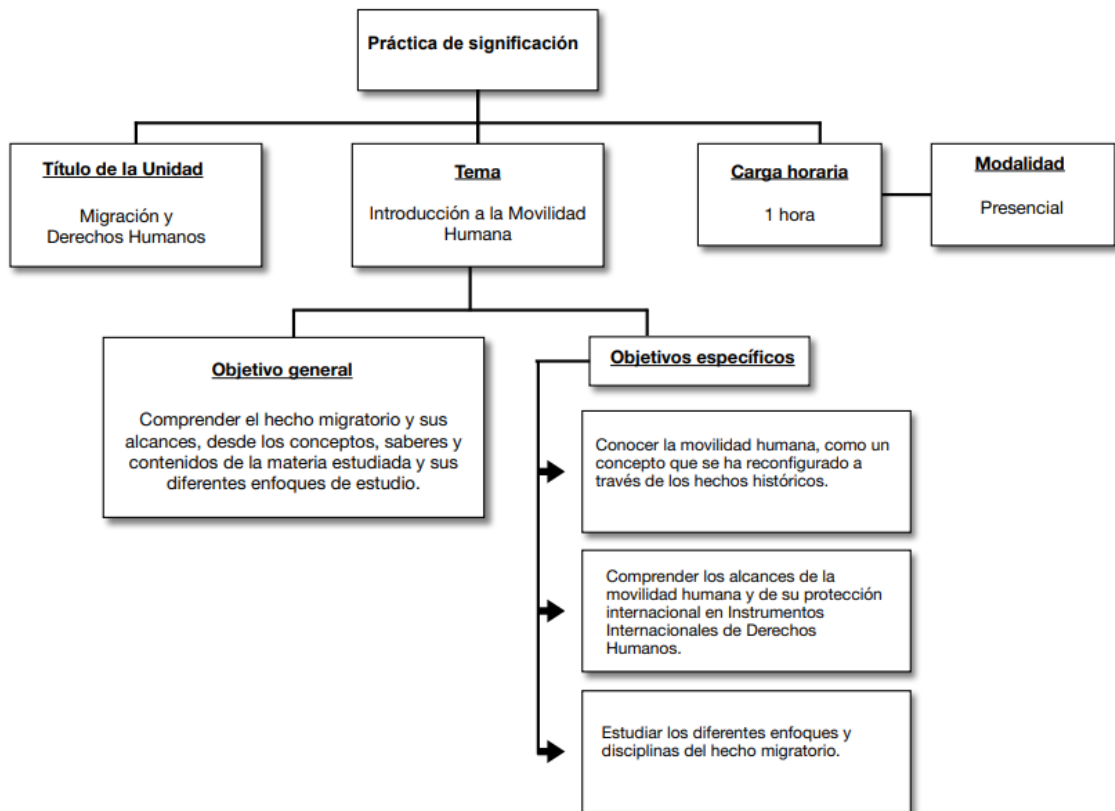 Práctica de significación
Título de la Unidad
Migración y
Derechos Humanos
Tema
Introducción a la Movilidad
Humana
Carga horaria
1 hora
Modalidad
Presencial
Objetivo general
Comprender el hecho migratorio y sus
alcances, desde los conceptos, saberes y
contenidos de la materia estudiada y sus
diferentes enfoques de estudio.
Objetivos específicos
Conocer la movilidad humana, como un
concepto que se ha reconfigurado a
través de los hechos históricos.
Comprender los alcances de la
movilidad humana y de su protección
internacional en Instrumentos
Internacionales de Derechos
Humanos.
Estudiar los diferentes enfoques y
disciplinas del hecho migratorio.